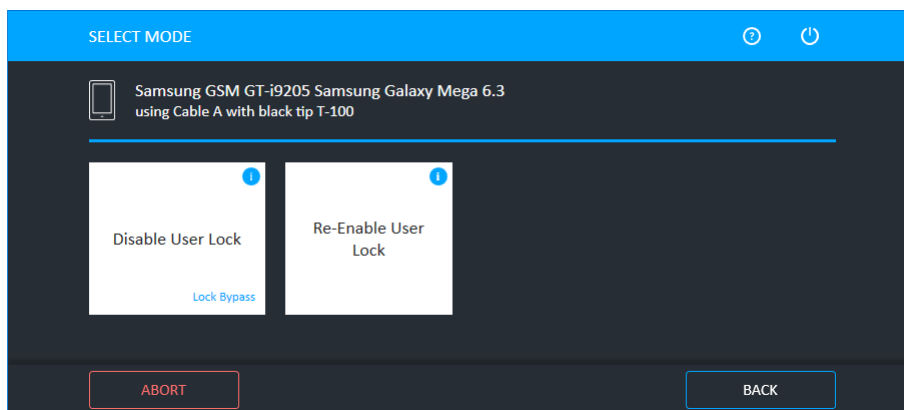 SELECT MODE
Samsung GSM GT-i9205 Samsung Galaxy Mega 6.3
using Cable A with black tip T-100
Disable User Lock
Lock Bypass
Re-Enable User
Lock
ABORT
BACK